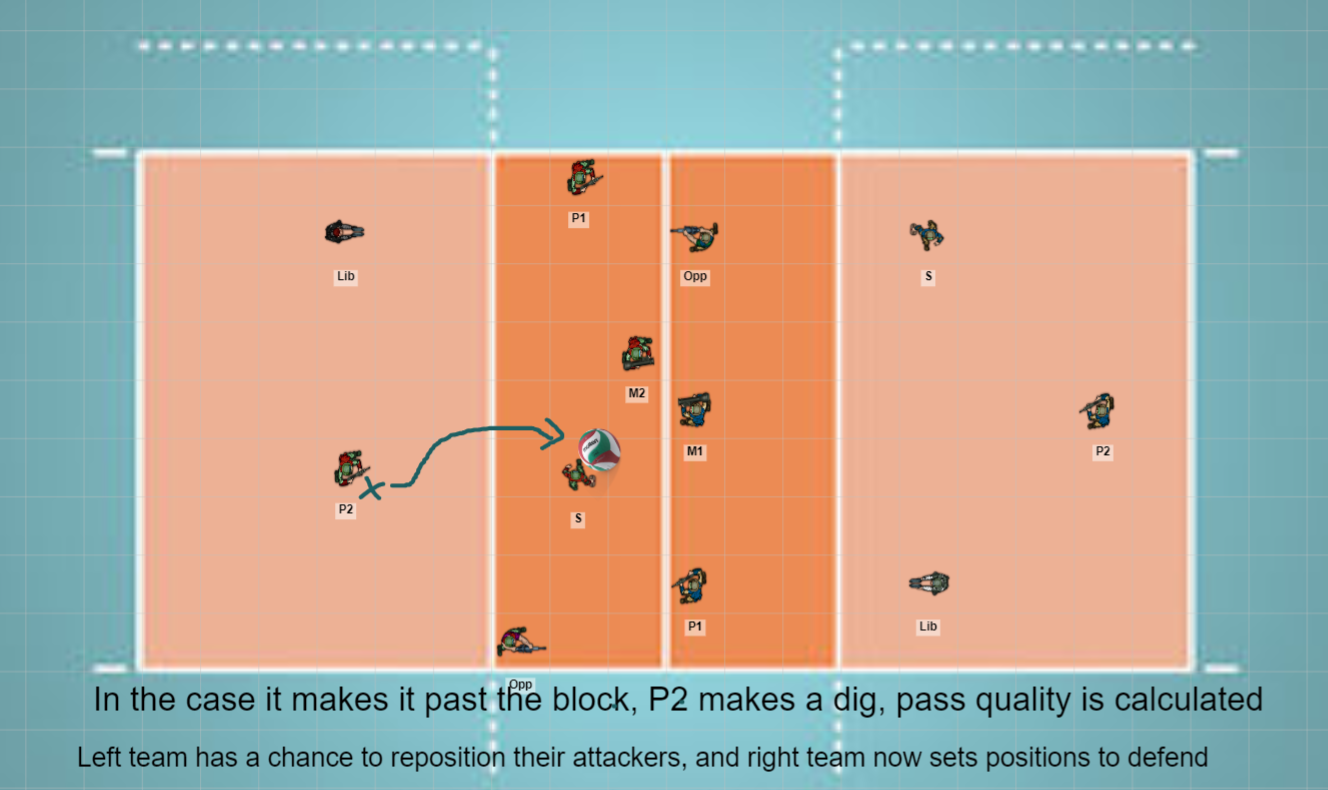 P1
Lib
Opp
S
M2
M1
P2
P2
S
P1
Lib
Opp
In the case it makes it past the block, P2 makes a dig, pass quality is calculated
Left team has a chance to reposition their attackers, and right team now sets positions to defend